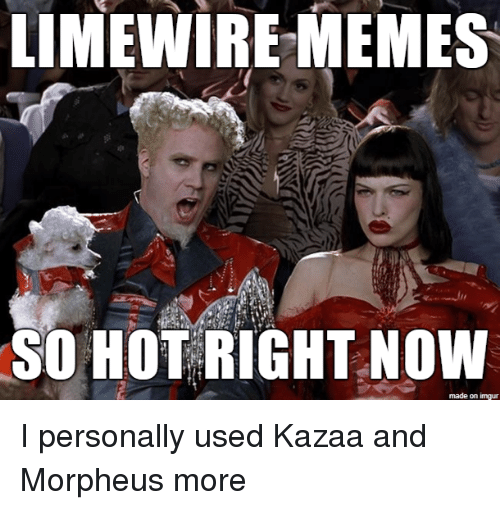 LIMEWIRE MEMES
SO HOT RIGHT NOW
made on imgur
I personally used Kazaa and
Morpheus more